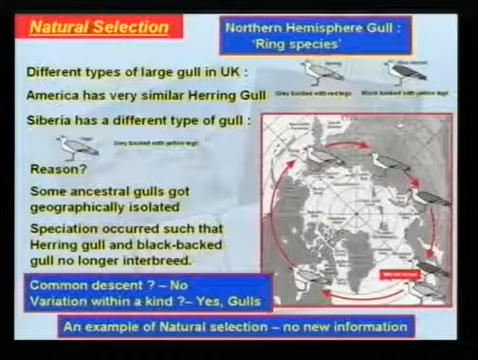 Natural Selection
Northern Hemisphere Gull :
'Ring species'
Different types of large gull in UK :
Grey backed with red legs
Black backed with yellow legs
America has very similar Herring Gull
Siberia has a different type of gull :
Grey backed with yellow legs
Reason?
Some ancestral gulls got
geographically isolated
Speciation occurred such that
Herring gull and black-backed
gull no longer interbreed.
Common descent ? – No
Variation within a kind ?– Yes, Gulls
An example of Natural selection – no new information